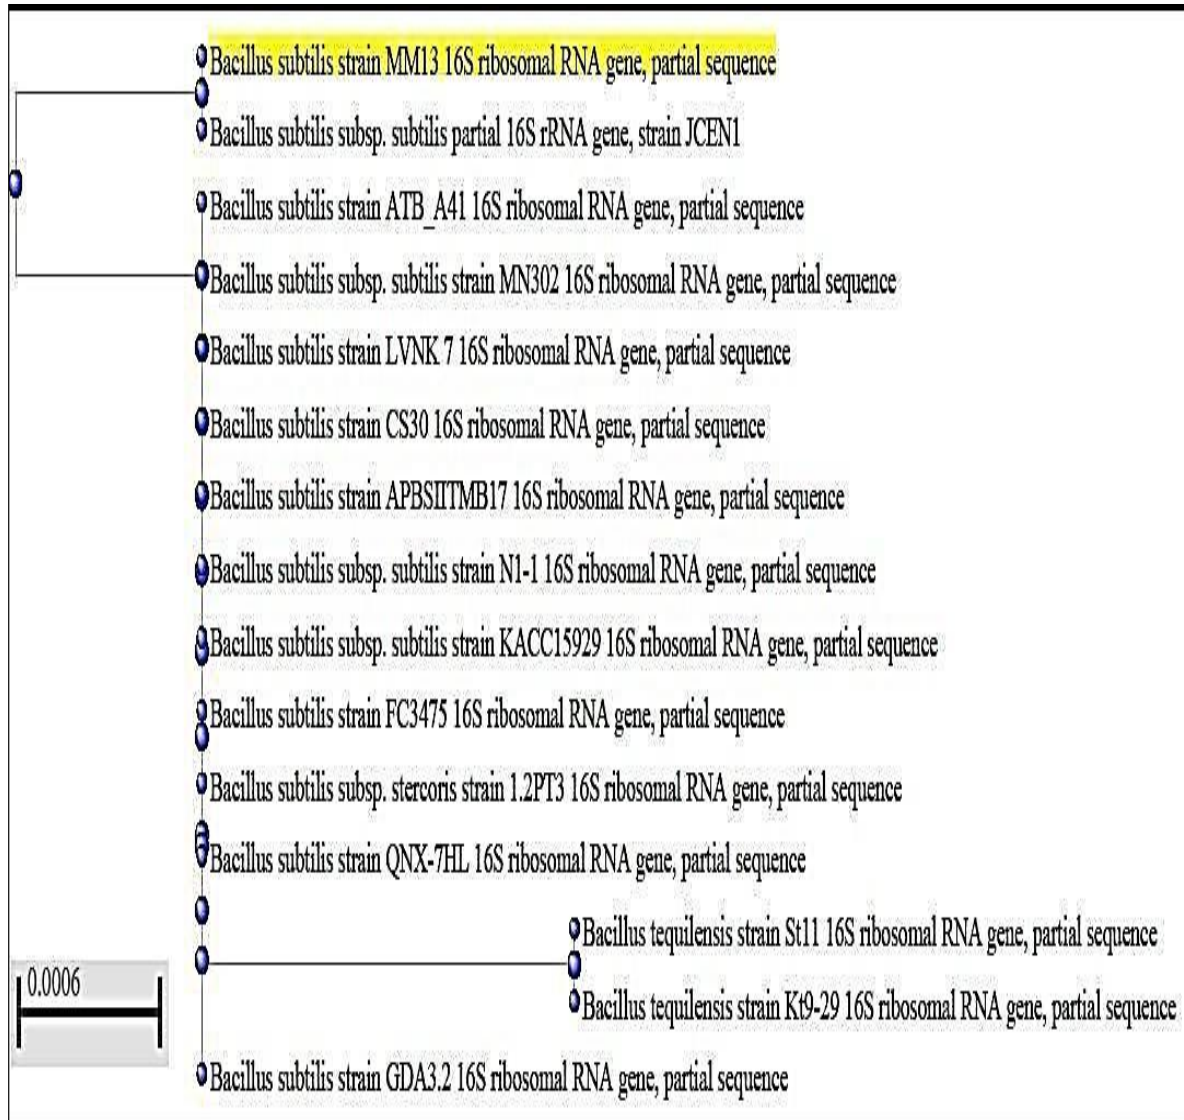 Bacillus subtilis strain MM13 16S ribosomal RNA gene, partial sequence
Bacillus subtilis subsp. subtilis partial 16S rRNA gene, strain JCEN1
Bacillus subtilis strain ATB_A41 16S ribosomal RNA gene, partial sequence
Bacillus subtilis subsp. subtilis strain MN302 16S ribosomal RNA gene, partial sequence
Bacillus subtilis strain LVNK 7 16S ribosomal RNA gene, partial sequence
Bacillus subtilis strain CS30 16S ribosomal RNA gene, partial sequence
Bacillus subtilis strain APBSIITMB17 16S ribosomal RNA gene, partial sequence
Bacillus subtilis subsp. subtilis strain N1-1 16S ribosomal RNA gene, partial sequence
Bacillus subtilis subsp. subtilis strain KACC15929 16S ribosomal RNA gene, partial sequence
Bacillus subtilis strain FC3475 16S ribosomal RNA gene, partial sequence
Bacillus subtilis subsp. stercoris strain 1.2PT3 16S ribosomal RNA gene, partial sequence
Bacillus subtilis strain QNX-7HL 16S ribosomal RNA gene, partial sequence
Bacillus tequilensis strain St11 16S ribosomal RNA gene, partial sequence
0.0006
Bacillus tequilensis strain Kt9-29 16S ribosomal RNA gene, partial sequence
Bacillus subtilis strain GDA3.2 16S ribosomal RNA gene, partial sequence